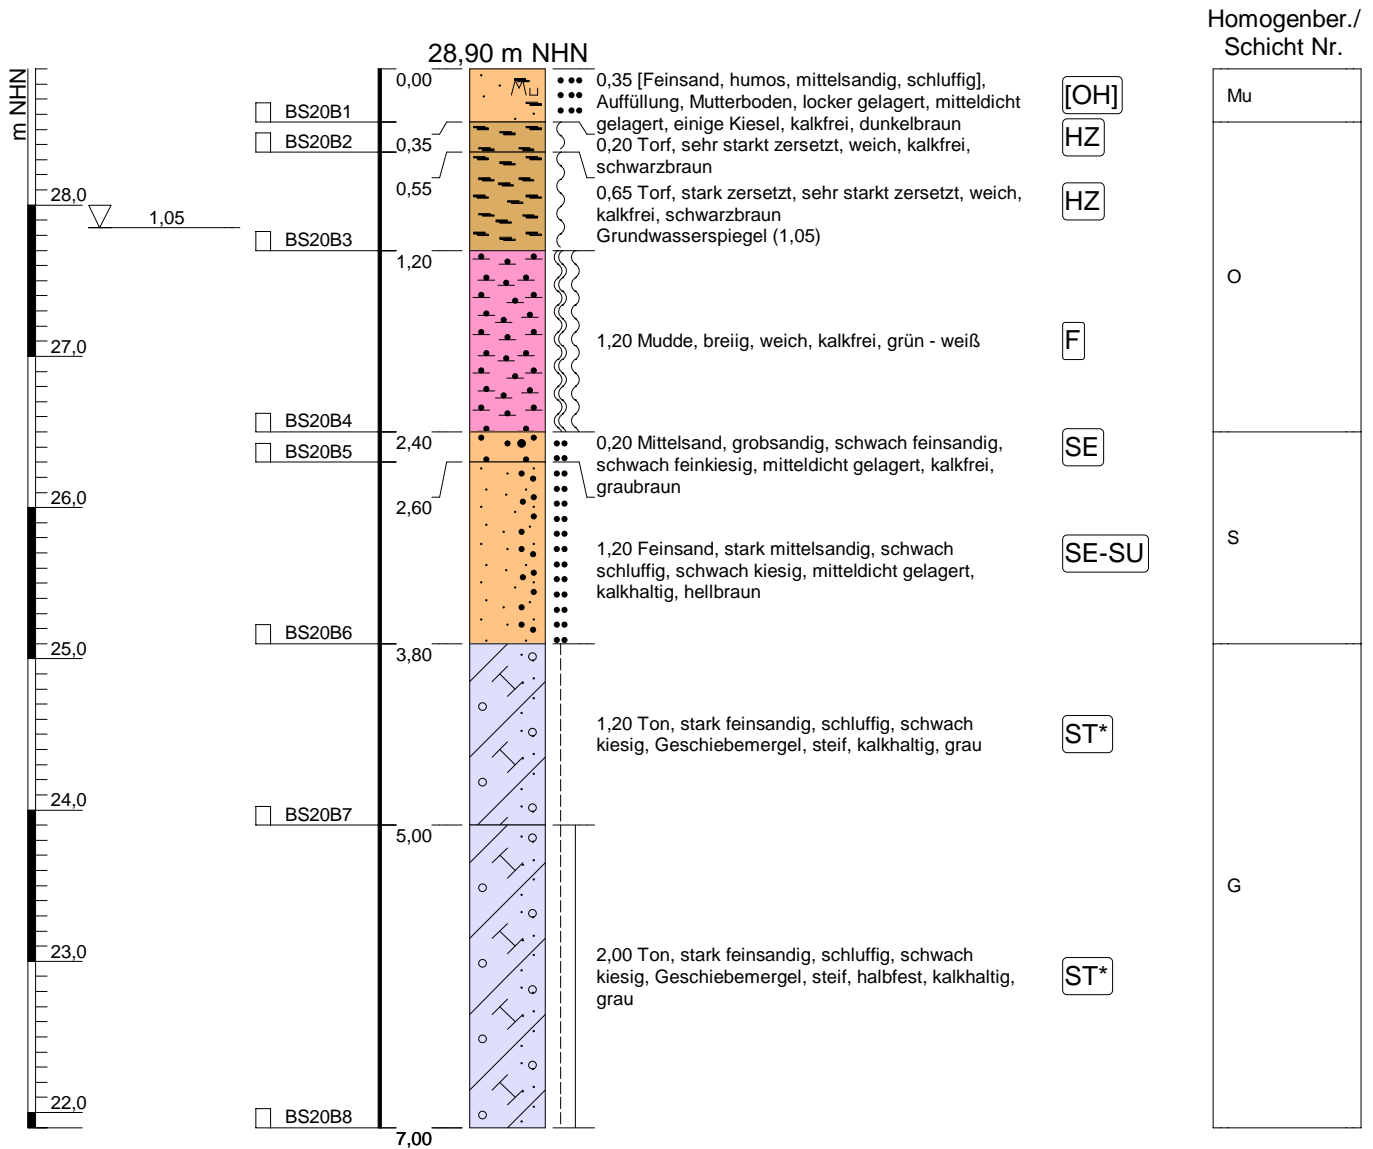 Homogenber./
Schicht Nr.
28,90 m NHN
m NHN
0,00
0,35 [Feinsand, humos, mittelsandig, schluffig],
Auffüllung, Mutterboden, locker gelagert, mitteldicht
gelagert, einige Kiesel, kalkfrei, dunkelbraun
[OH]
Mu
BS20B1
0,35
0,20 Torf, sehr starkt zersetzt, weich, kalkfrei,
schwarzbraun
HZ
BS20B2
0,55
0,65 Torf, stark zersetzt, sehr starkt zersetzt, weich,
kalkfrei, schwarzbraun
Grundwasserspiegel (1,05)
HZ
28,0
1,05
BS20B3
1,20
O
1,20 Mudde, breiig, weich, kalkfrei, grün - weiß
F
27,0
BS20B4
2,40
0,20 Mittelsand, grobsandig, schwach feinsandig,
schwach feinkiesig, mitteldicht gelagert, kalkfrei,
graubraun
SE
BS20B5
26,0
2,60
1,20 Feinsand, stark mittelsandig, schwach
schluffig, schwach kiesig, mitteldicht gelagert,
kalkhaltig, hellbraun
SE-SU
S
BS20B6
25,0
3,80
1,20 Ton, stark feinsandig, schluffig, schwach
kiesig, Geschiebemergel, steif, kalkhaltig, grau
ST*
24,0
BS20B7
5,00
G
23,0
2,00 Ton, stark feinsandig, schluffig, schwach
kiesig, Geschiebemergel, steif, halbfest, kalkhaltig,
grau
ST*
22,0
BS20B8
7,00